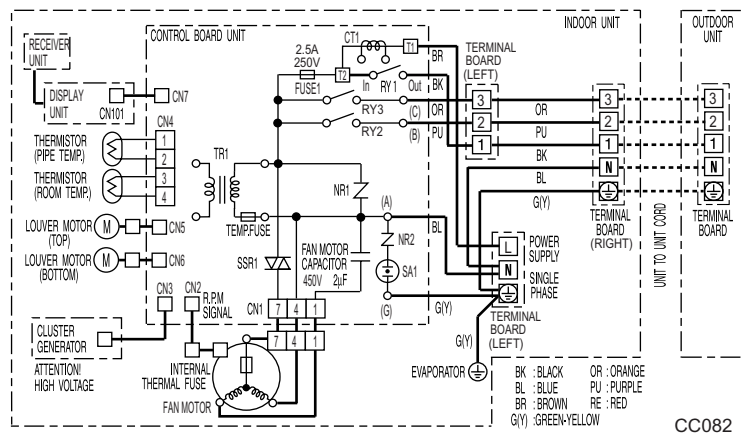 INDOOR UNIT
OUTDOOR
UNIT
RECEIVER
UNIT
CONTROL BOARD UNIT
CT1
T1
BR
2.5A
250V
FUSE1
T2
In
RY1
Out
BK
TERMINAL
BOARD
(LEFT)
DISPLAY
UNIT
CN101
CN7
RY3
(C)
OR
RY2
(B)
PU
3
2
1
OR
PU
BK
BL
G(Y)
3
2
1
N
3
2
1
N
THERMISTOR
(PIPE TEMP.)
THERMISTOR
(ROOM TEMP.)
CN4
1
2
3
4
TR1
NR1
TEMP.FUSE
(A)
BL
TERMINAL
BOARD
(RIGHT)
UNIT TO UNIT CORD
TERMINAL
BOARD
LOUVER MOTOR
(TOP)
M
CN5
LOUVER MOTOR
(BOTTOM)
M
CN6
SSR1
FAN MOTOR
CAPACITOR
450V
2µF
NR2
SA1
(G)
G(Y)
L
N
POWER
SUPPLY
SINGLE
PHASE
TERMINAL
BOARD
(LEFT)
CN3
CN2
R.P.M
SIGNAL
CN1
7 4 1
7 4 1
CLUSTER
GENERATOR
ATTENTION!
HIGH VOLTAGE
INTERNAL
THERMAL FUSE
FAN MOTOR
G(Y)
EVAPORATOR
BK : BLACK OR : ORANGE
BL : BLUE PU : PURPLE
BR : BROWN RE : RED
G(Y) :GREEN-YELLOW
CC082